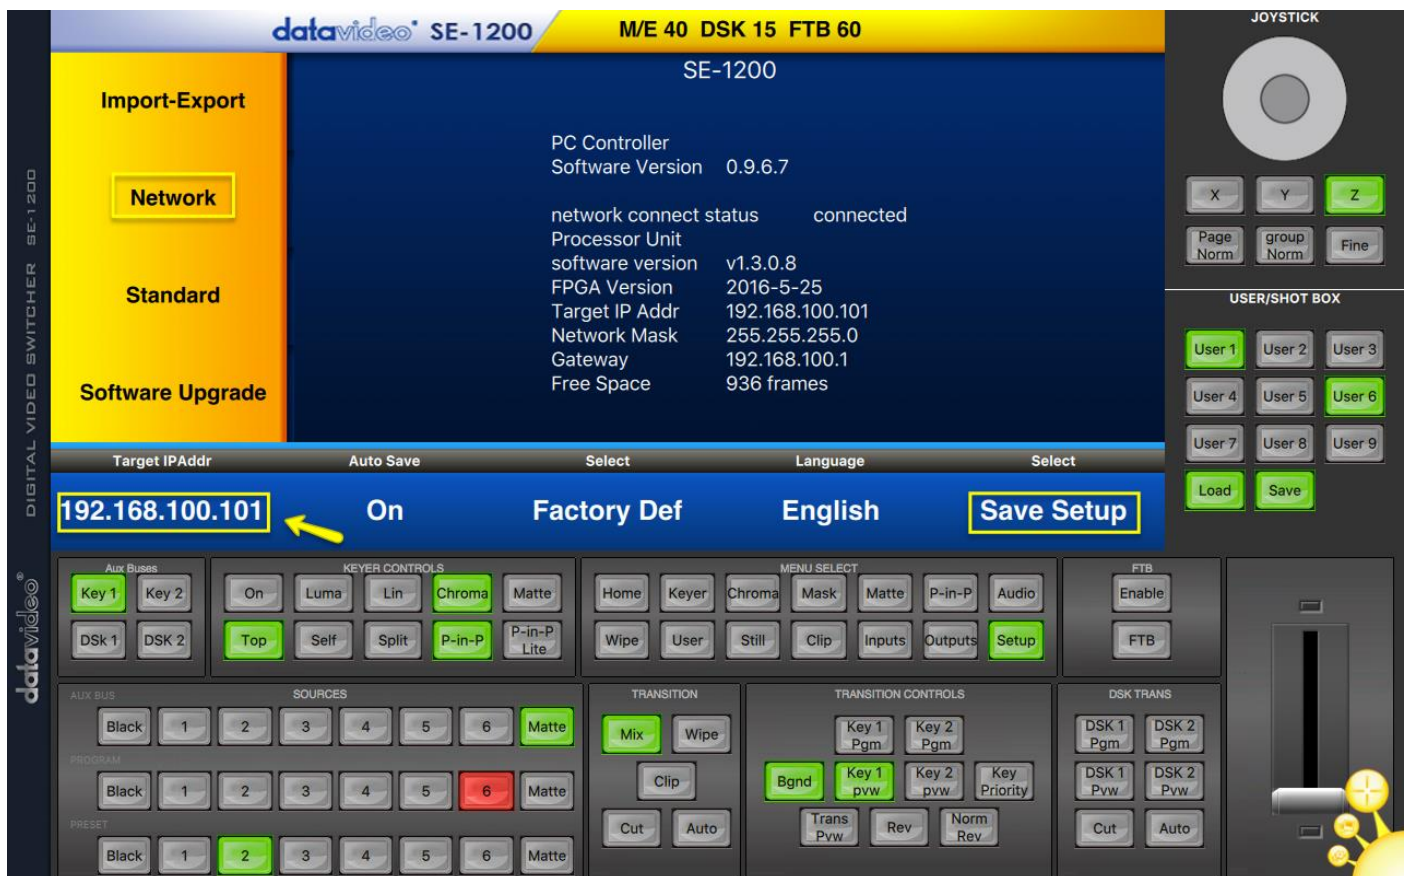 datavideo® SE-1200
M/E 40 DSK 15 FTB 60
JOYSTICK
SE-1200
Import-Export
Network
Standard
Software Upgrade
PC Controller
Software Version 0.9.6.7
network connect status connected
Processor Unit
software version v1.3.0.8
FPGA Version 2016-5-25
Target IP Addr 192.168.100.101
Network Mask 255.255.255.0
Gateway 192.168.100.1
Free Space 936 frames
X Y Z
Page Norm group Norm Fine
USER/SHOT BOX
User 1 User 2 User 3
User 4 User 5 User 6
User 7 User 8 User 9
Load Save
Target IPAddr Auto Save Select Language Select
192.168.100.101 On Factory Def English Save Setup
datavideo® DIGITAL VIDEO SWITCHER SE-1200
Aux Buses
Key 1 Key 2
DSk 1 DSK 2
KEYER CONTROLS
On Luma Lin Chroma Matte
Top Self Split P-in-P P-in-P Lite
MENU SELECT
Home Keyer Chroma Mask Matte P-in-P Audio
Wipe User Still Clip Inputs Outputs Setup
FTB
Enable
FTB
AUX BUS SOURCES
Black 1 2 3 4 5 6 Matte
PROGRAM
Black 1 2 3 4 5 6 Matte
PRESET
Black 1 2 3 4 5 6 Matte
TRANSITION
Mix Wipe
Clip
Cut Auto
TRANSITION CONTROLS
Key 1 Pgm Key 2 Pgm
Bgnd Key 1 pvw Key 2 pvw Key Priority
Trans Pvw Rev Norm Rev
DSK TRANS
DSK 1 Pgm DSK 2 Pgm
DSK 1 Pvw DSK 2 Pvw
Cut Auto